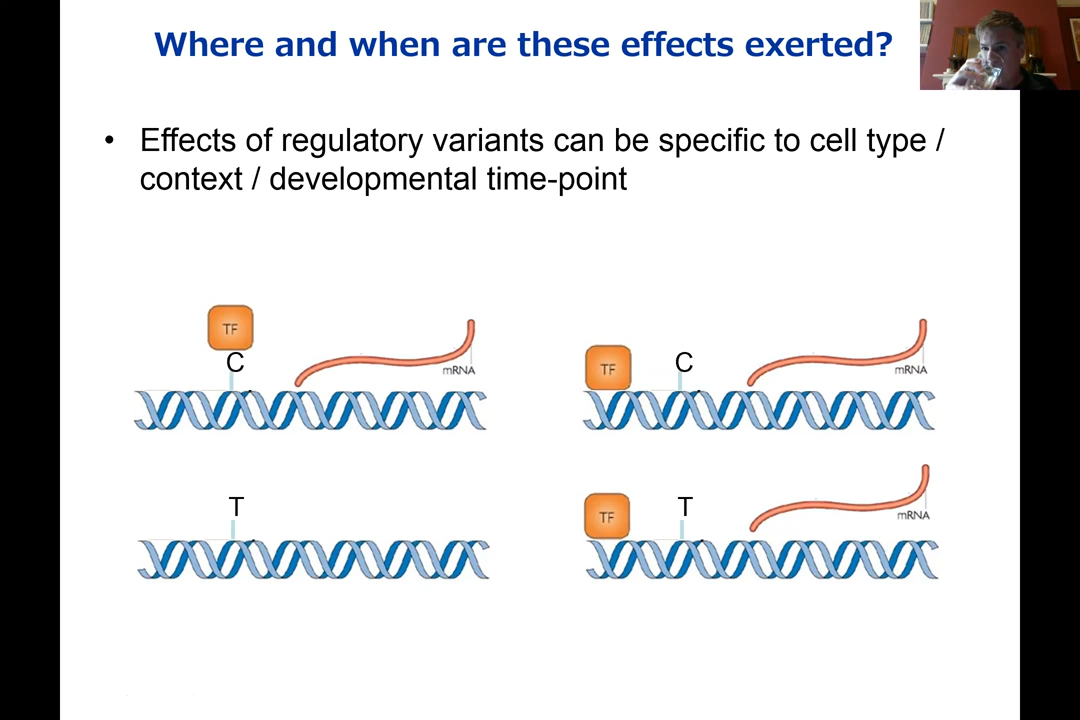 Where and when are these effects exerted?
• Effects of regulatory variants can be specific to cell type /
context / developmental time-point
TF
C
mRNA
TF
C
mRNA
T
TF
T
mRNA